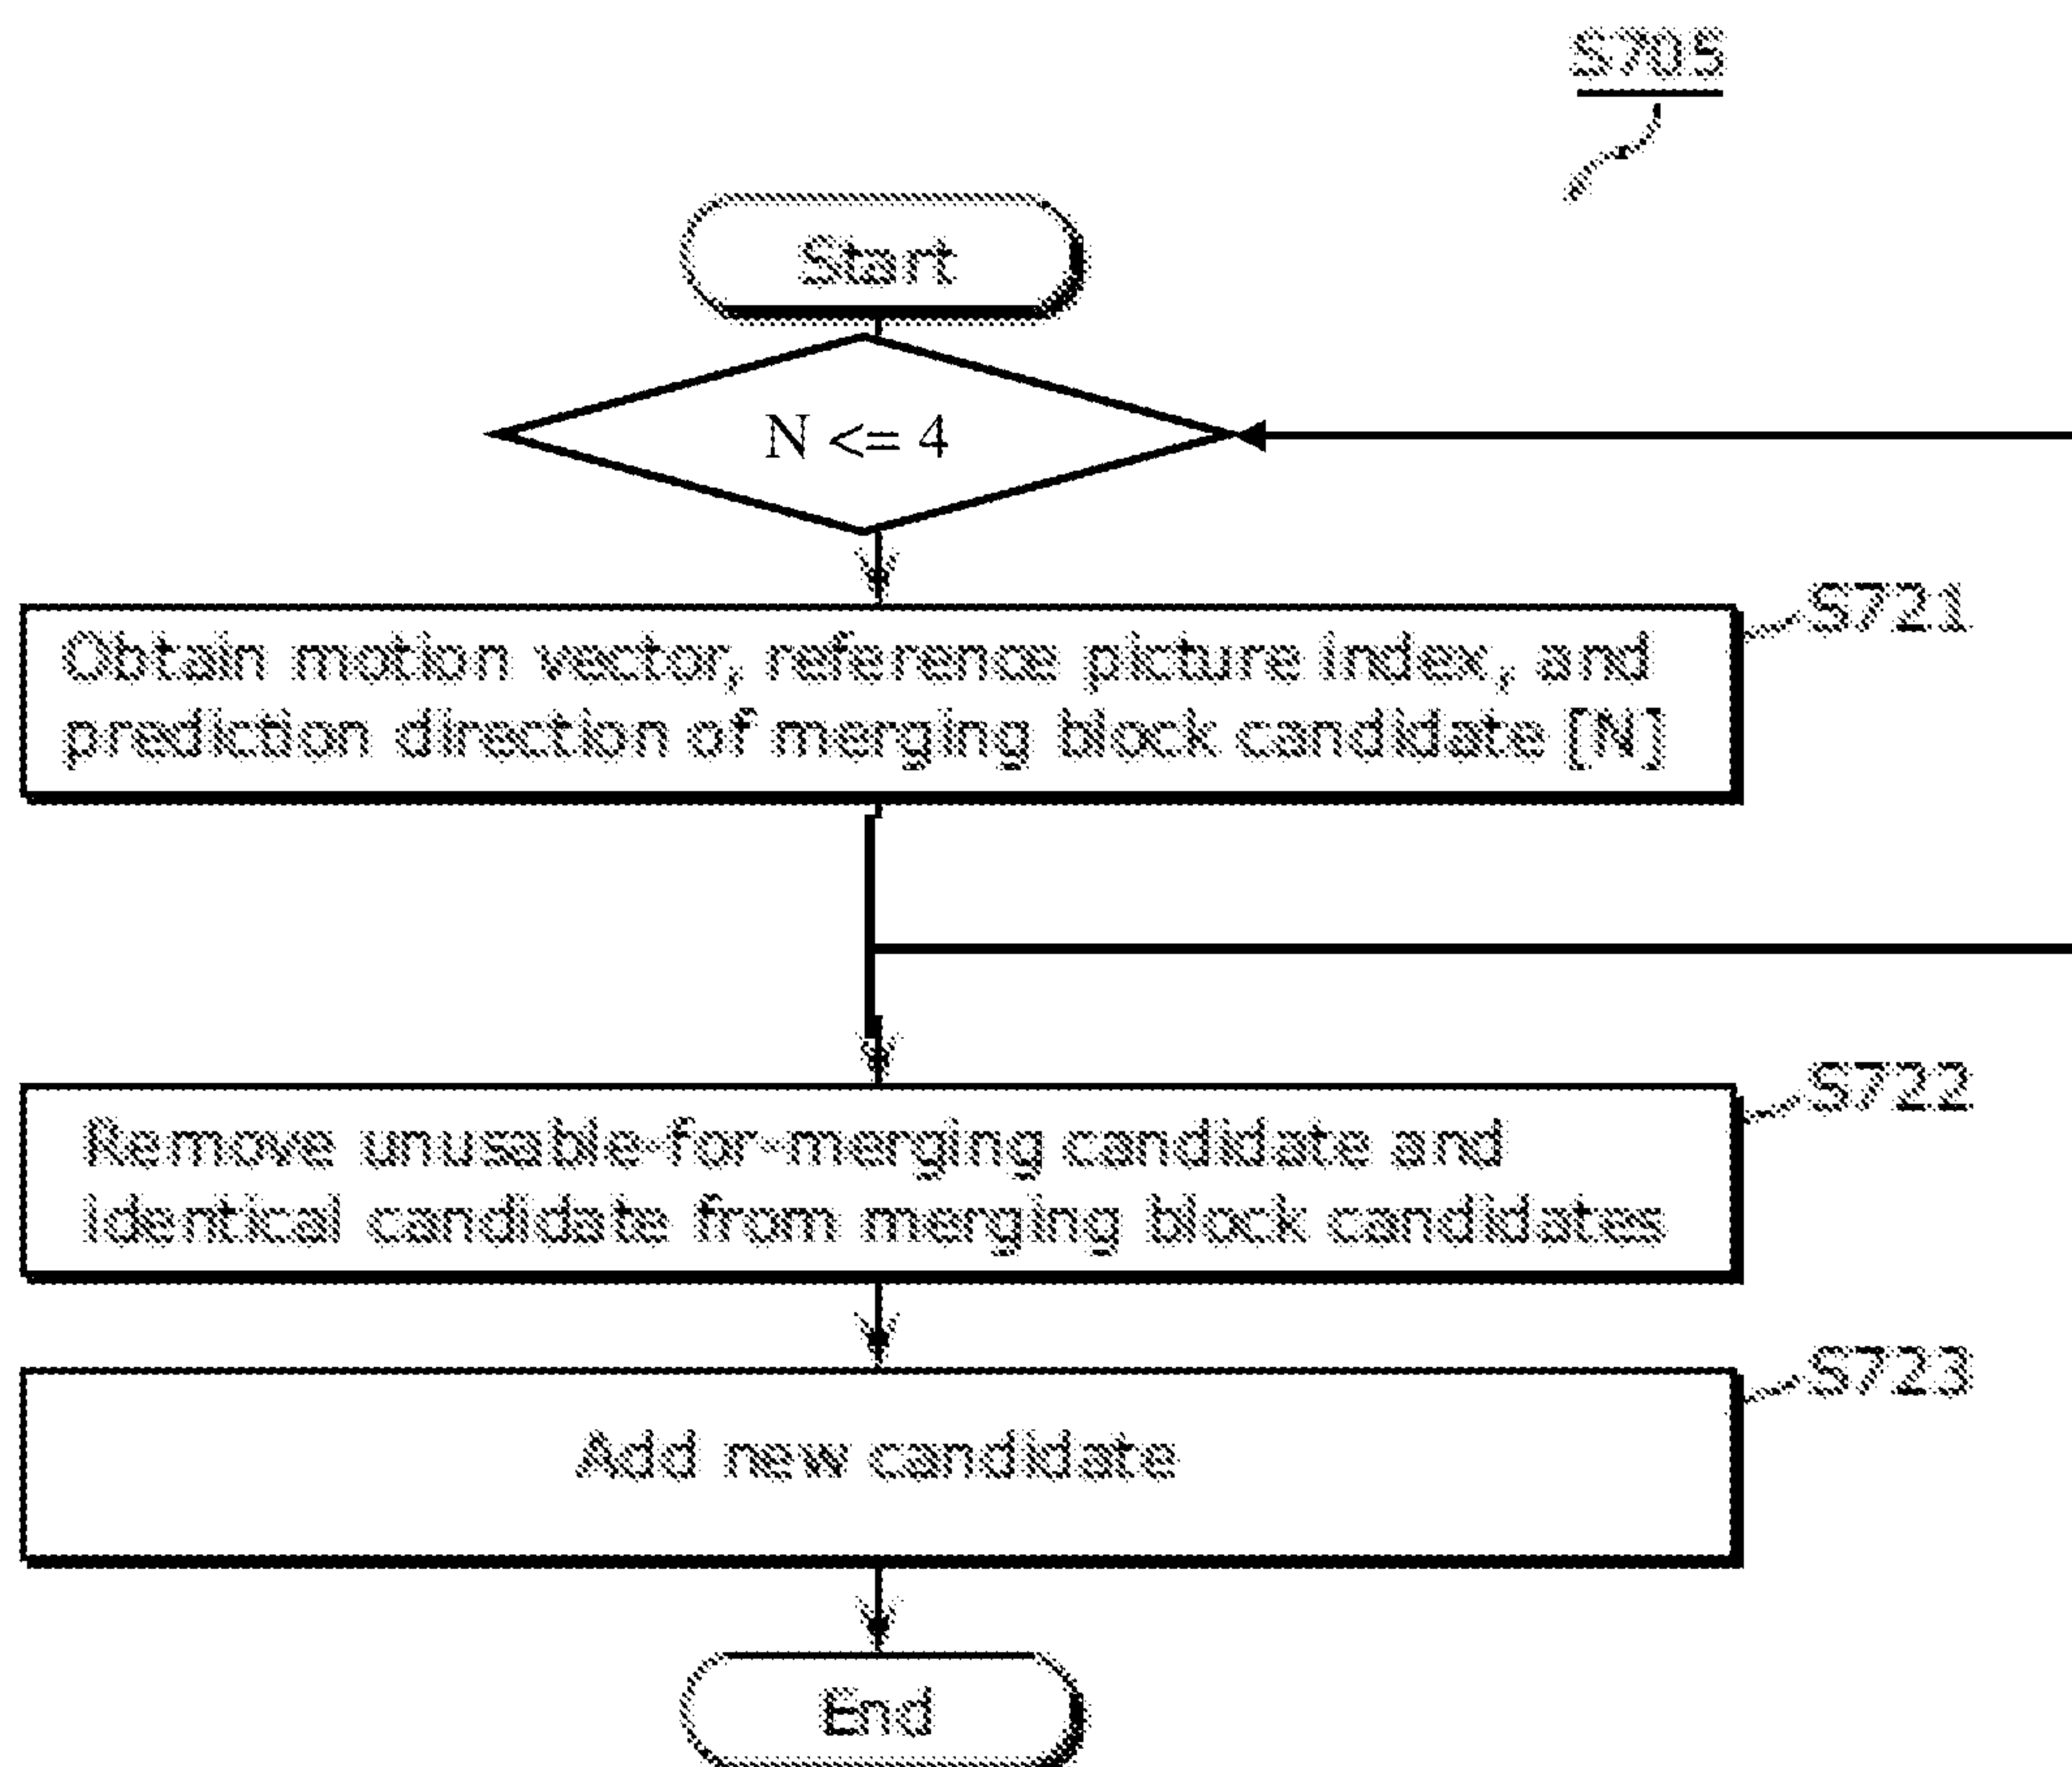 S705
Start
N <= 4
S721
Obtain motion vector, reference picture index, and
prediction direction of merging block candidate [N]
S722
Remove unusable-for-merging candidate and
identical candidate from merging block candidates
S723
Add new candidate
End